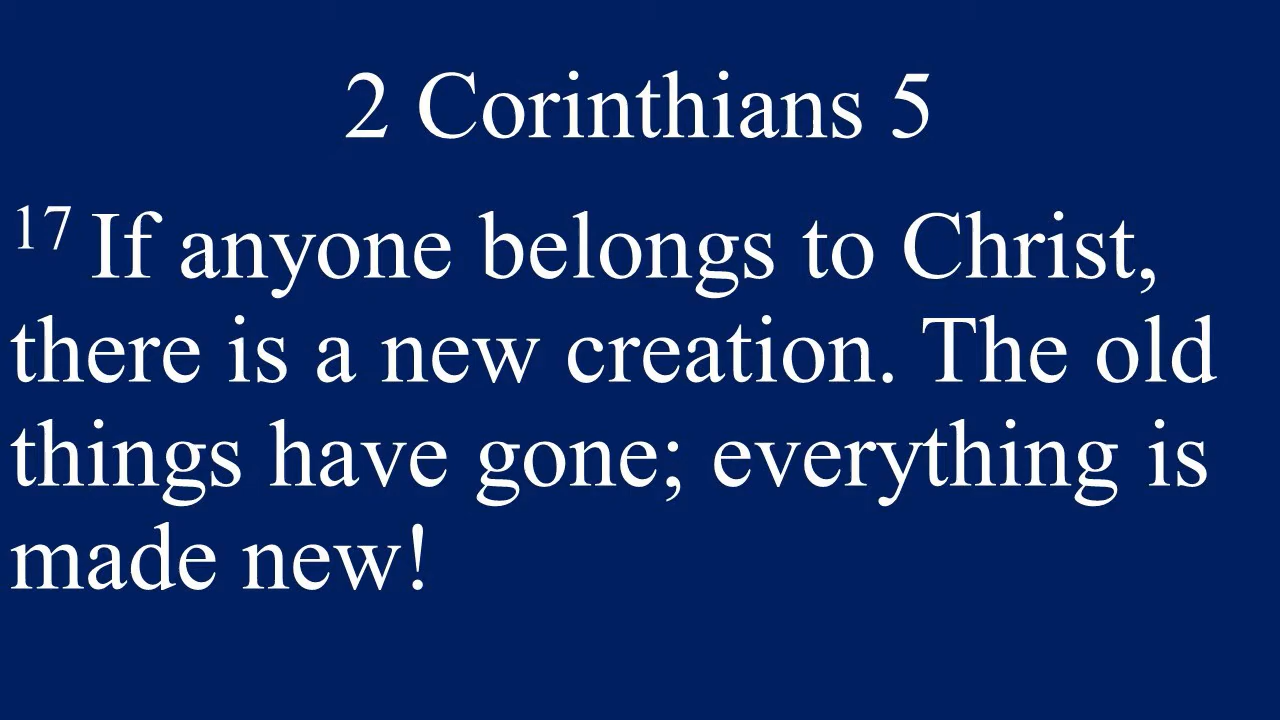 2 Corinthians 5
17 If anyone belongs to Christ,
there is a new creation. The old
things have gone; everything is
made new!